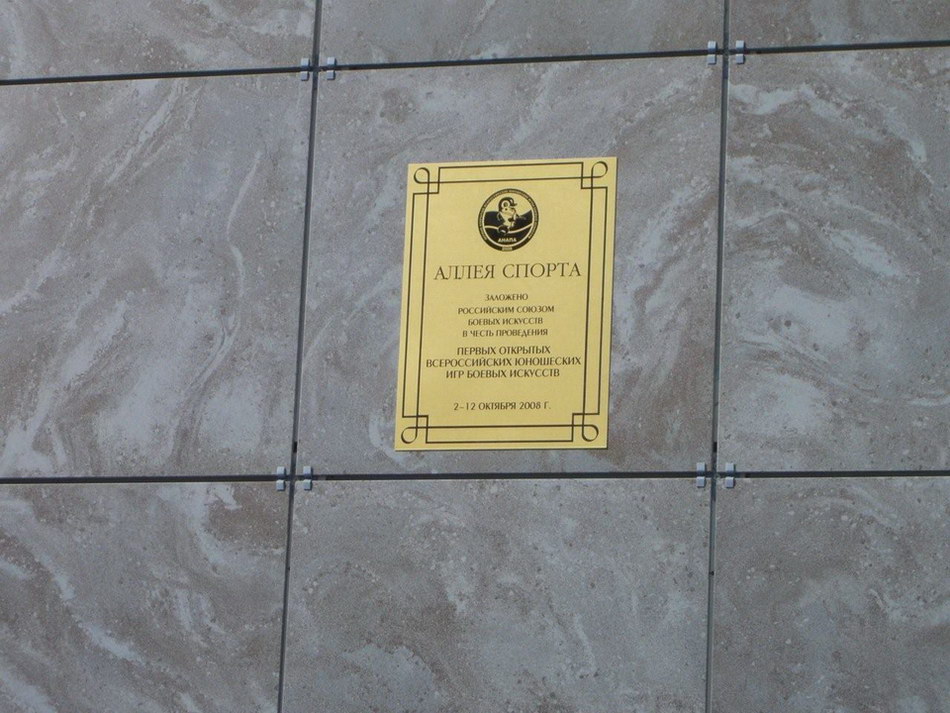 АНАПА
АЛЛЕЯ СПОРТА
ЗАЛОЖЕНО
РОССИЙСКИМ СОЮЗОМ
БОЕВЫХ ИСКУССТВ
В ЧЕСТЬ ПРОВЕДЕНИЯ
ПЕРВЫХ ОТКРЫТЫХ
ВСЕРОССИЙСКИХ ЮНОШЕСКИХ
ИГР БОЕВЫХ ИСКУССТВ
2–12 ОКТЯБРЯ 2008 Г.